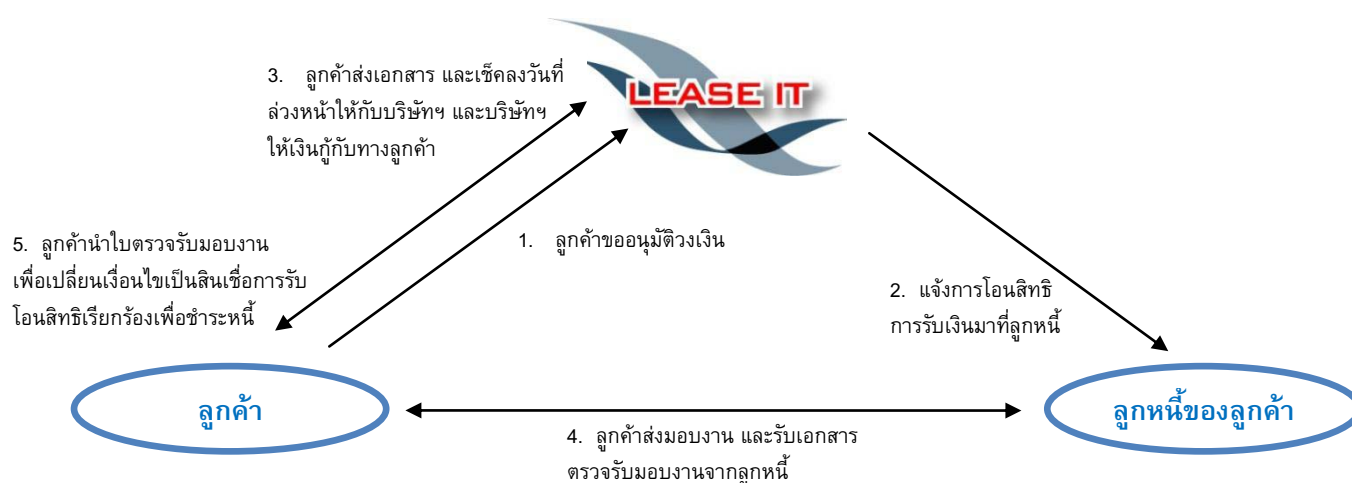 LEASE IT
3. ลูกค้าส่งเอกสาร และเช็คลงวันที่
ล่วงหน้าให้กับบริษัทฯ และบริษัทฯ
ให้เงินกู้กับทางลูกค้า
1. ลูกค้าขออนุมัติวงเงิน
5. ลูกค้านำใบตรวจรับมอบงาน
เพื่อเปลี่ยนเงื่อนไขเป็นสินเชื่อการรับ
โอนสิทธิเรียกร้องเพื่อชำระหนี้
2. แจ้งการโอนสิทธิ
การรับเงินมาที่ลูกหนี้
ลูกค้า
ลูกหนี้ของลูกค้า
4. ลูกค้าส่งมอบงาน และรับเอกสาร
ตรวจรับมอบงานจากลูกหนี้